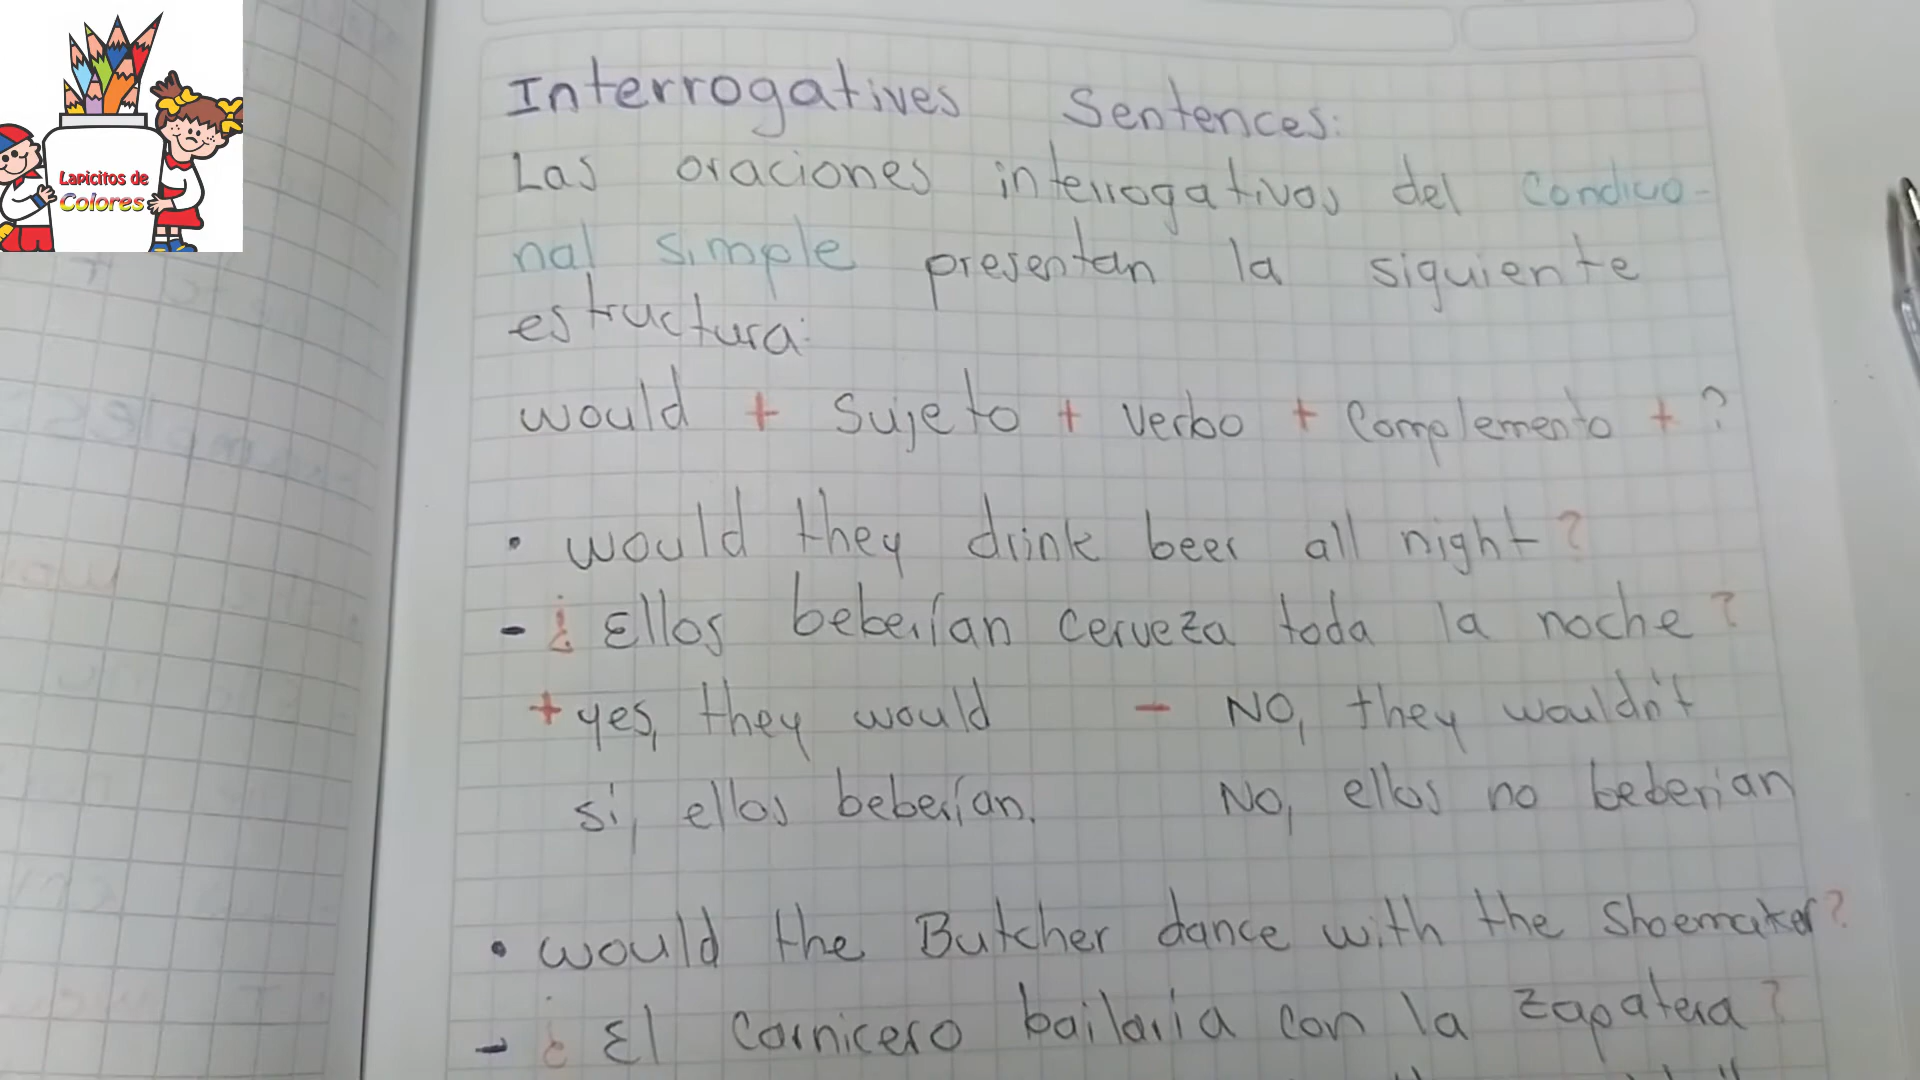 Lapicitos de
Colores
Interrogatives Sentences:
Las oraciones interrogativas del Condicio-
nal simple presentan la siguiente
estructura:
would + Sujeto + verbo + Complemento + ?
• would they drink beer all night?
- ¿Ellos beberían cerveza toda la noche?
+ yes, they would - NO, they wouldn't
si, ellos beberían. No, ellos no beberian
• would the Butcher dance with the Shoemaker?
- ¿El Carnicero bailaría con la zapatera?